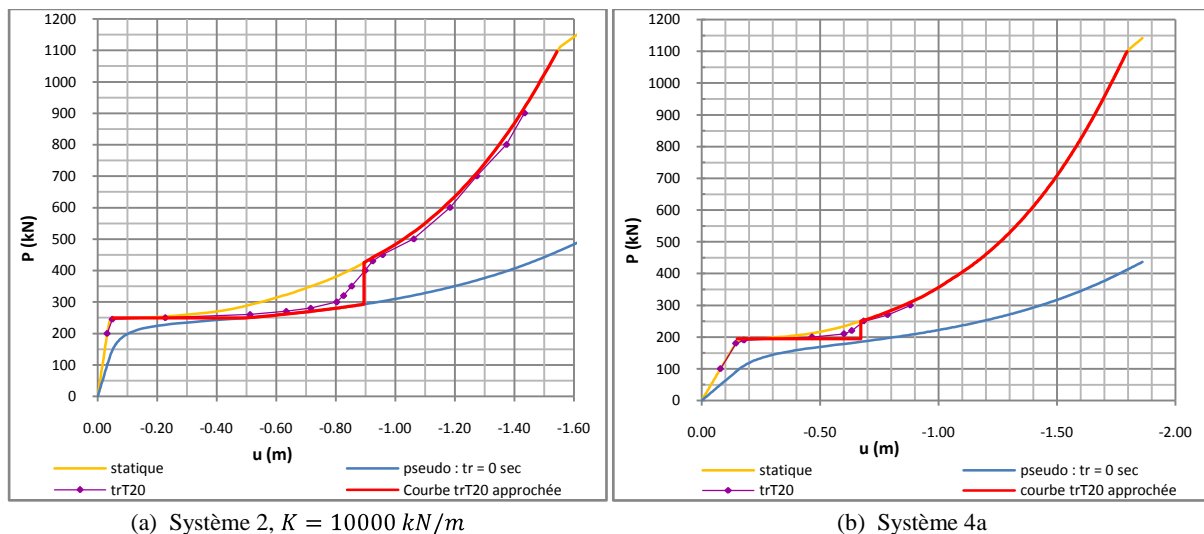 1200
1100
1000
900
800
700
600
500
400
300
200
100
0
P (kN)
0.00 -0.20 -0.40 -0.60 -0.80 -1.00 -1.20 -1.40 -1.60
u (m)
statique pseudo : tr = 0 sec
trT20 Courbe trT20 approchée
(a) Système 2, K = 10000 kN/m
1200
1100
1000
900
800
700
600
500
400
300
200
100
0
P (kN)
0.00 -0.50 -1.00 -1.50 -2.00
u (m)
statique pseudo : tr = 0 sec
trT20 Courbe trT20 approchée
(b) Système 4a